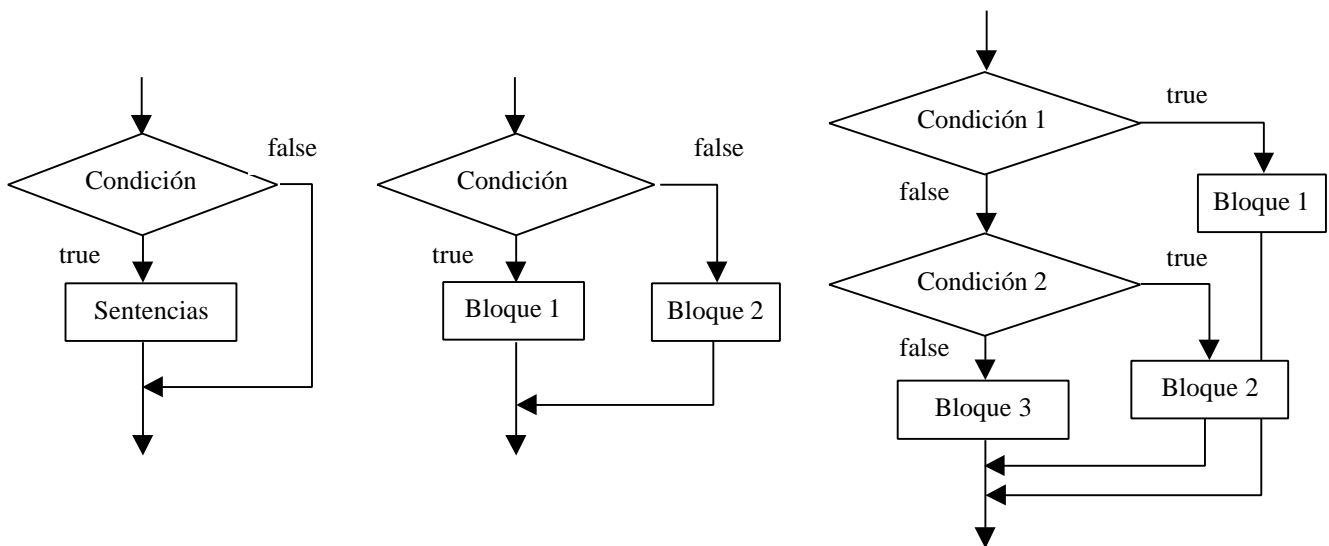 false
Condición
true
Sentencias
false
Condición
true
Bloque 1
Bloque 2
true
Condición 1
false
Bloque 1
true
Condición 2
false
Bloque 2
Bloque 3